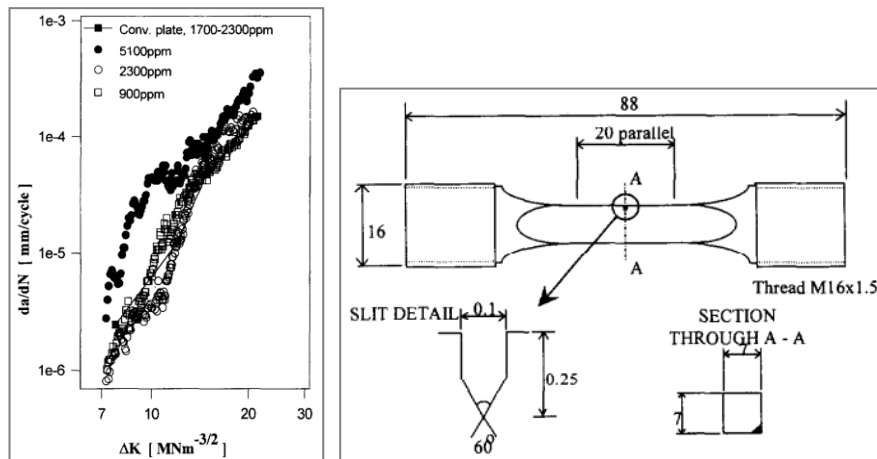 1e-3
Conv. plate, 1700-2300ppm
5100ppm
2300ppm
900ppm
1e-4
1e-5
1e-6
da/dN [ mm/cycle]
7 10 20 30
ΔK [ MNm-3/2]
88
20 parallel
A
16
A
Thread M16x1.5
SLIT DETAIL
0.1
0.25
60°
SECTION
THROUGH A - A
7
7